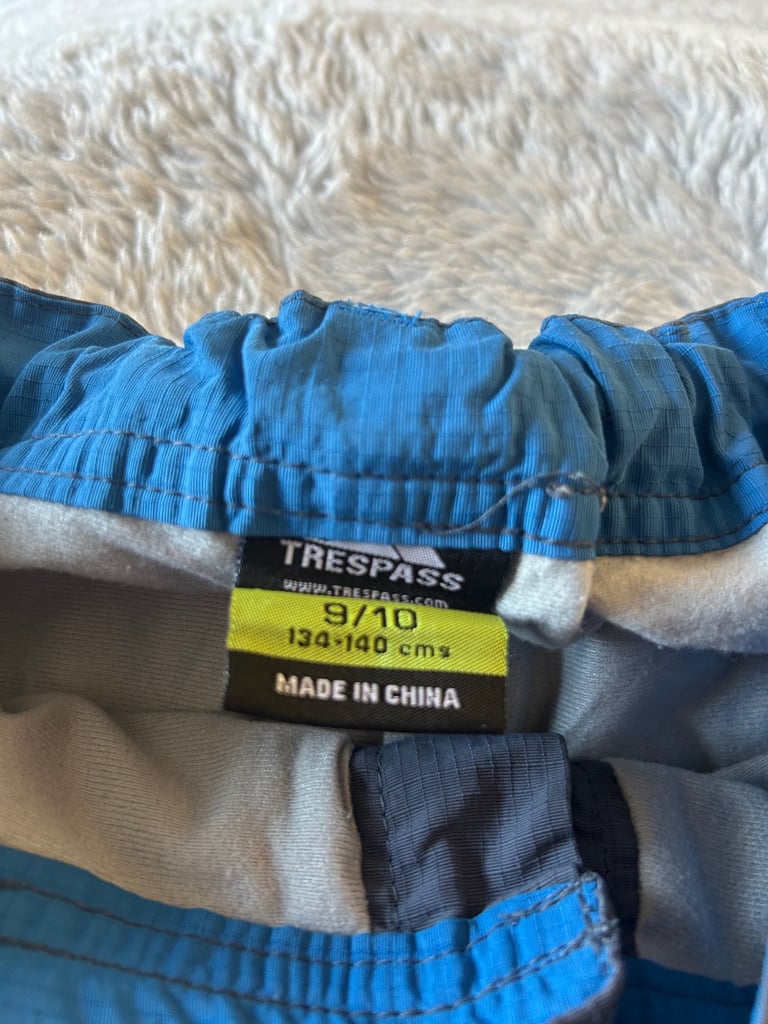 TRESPASS
www.TRESPASS.com
9/10
134-140 cms
MADE IN CHINA